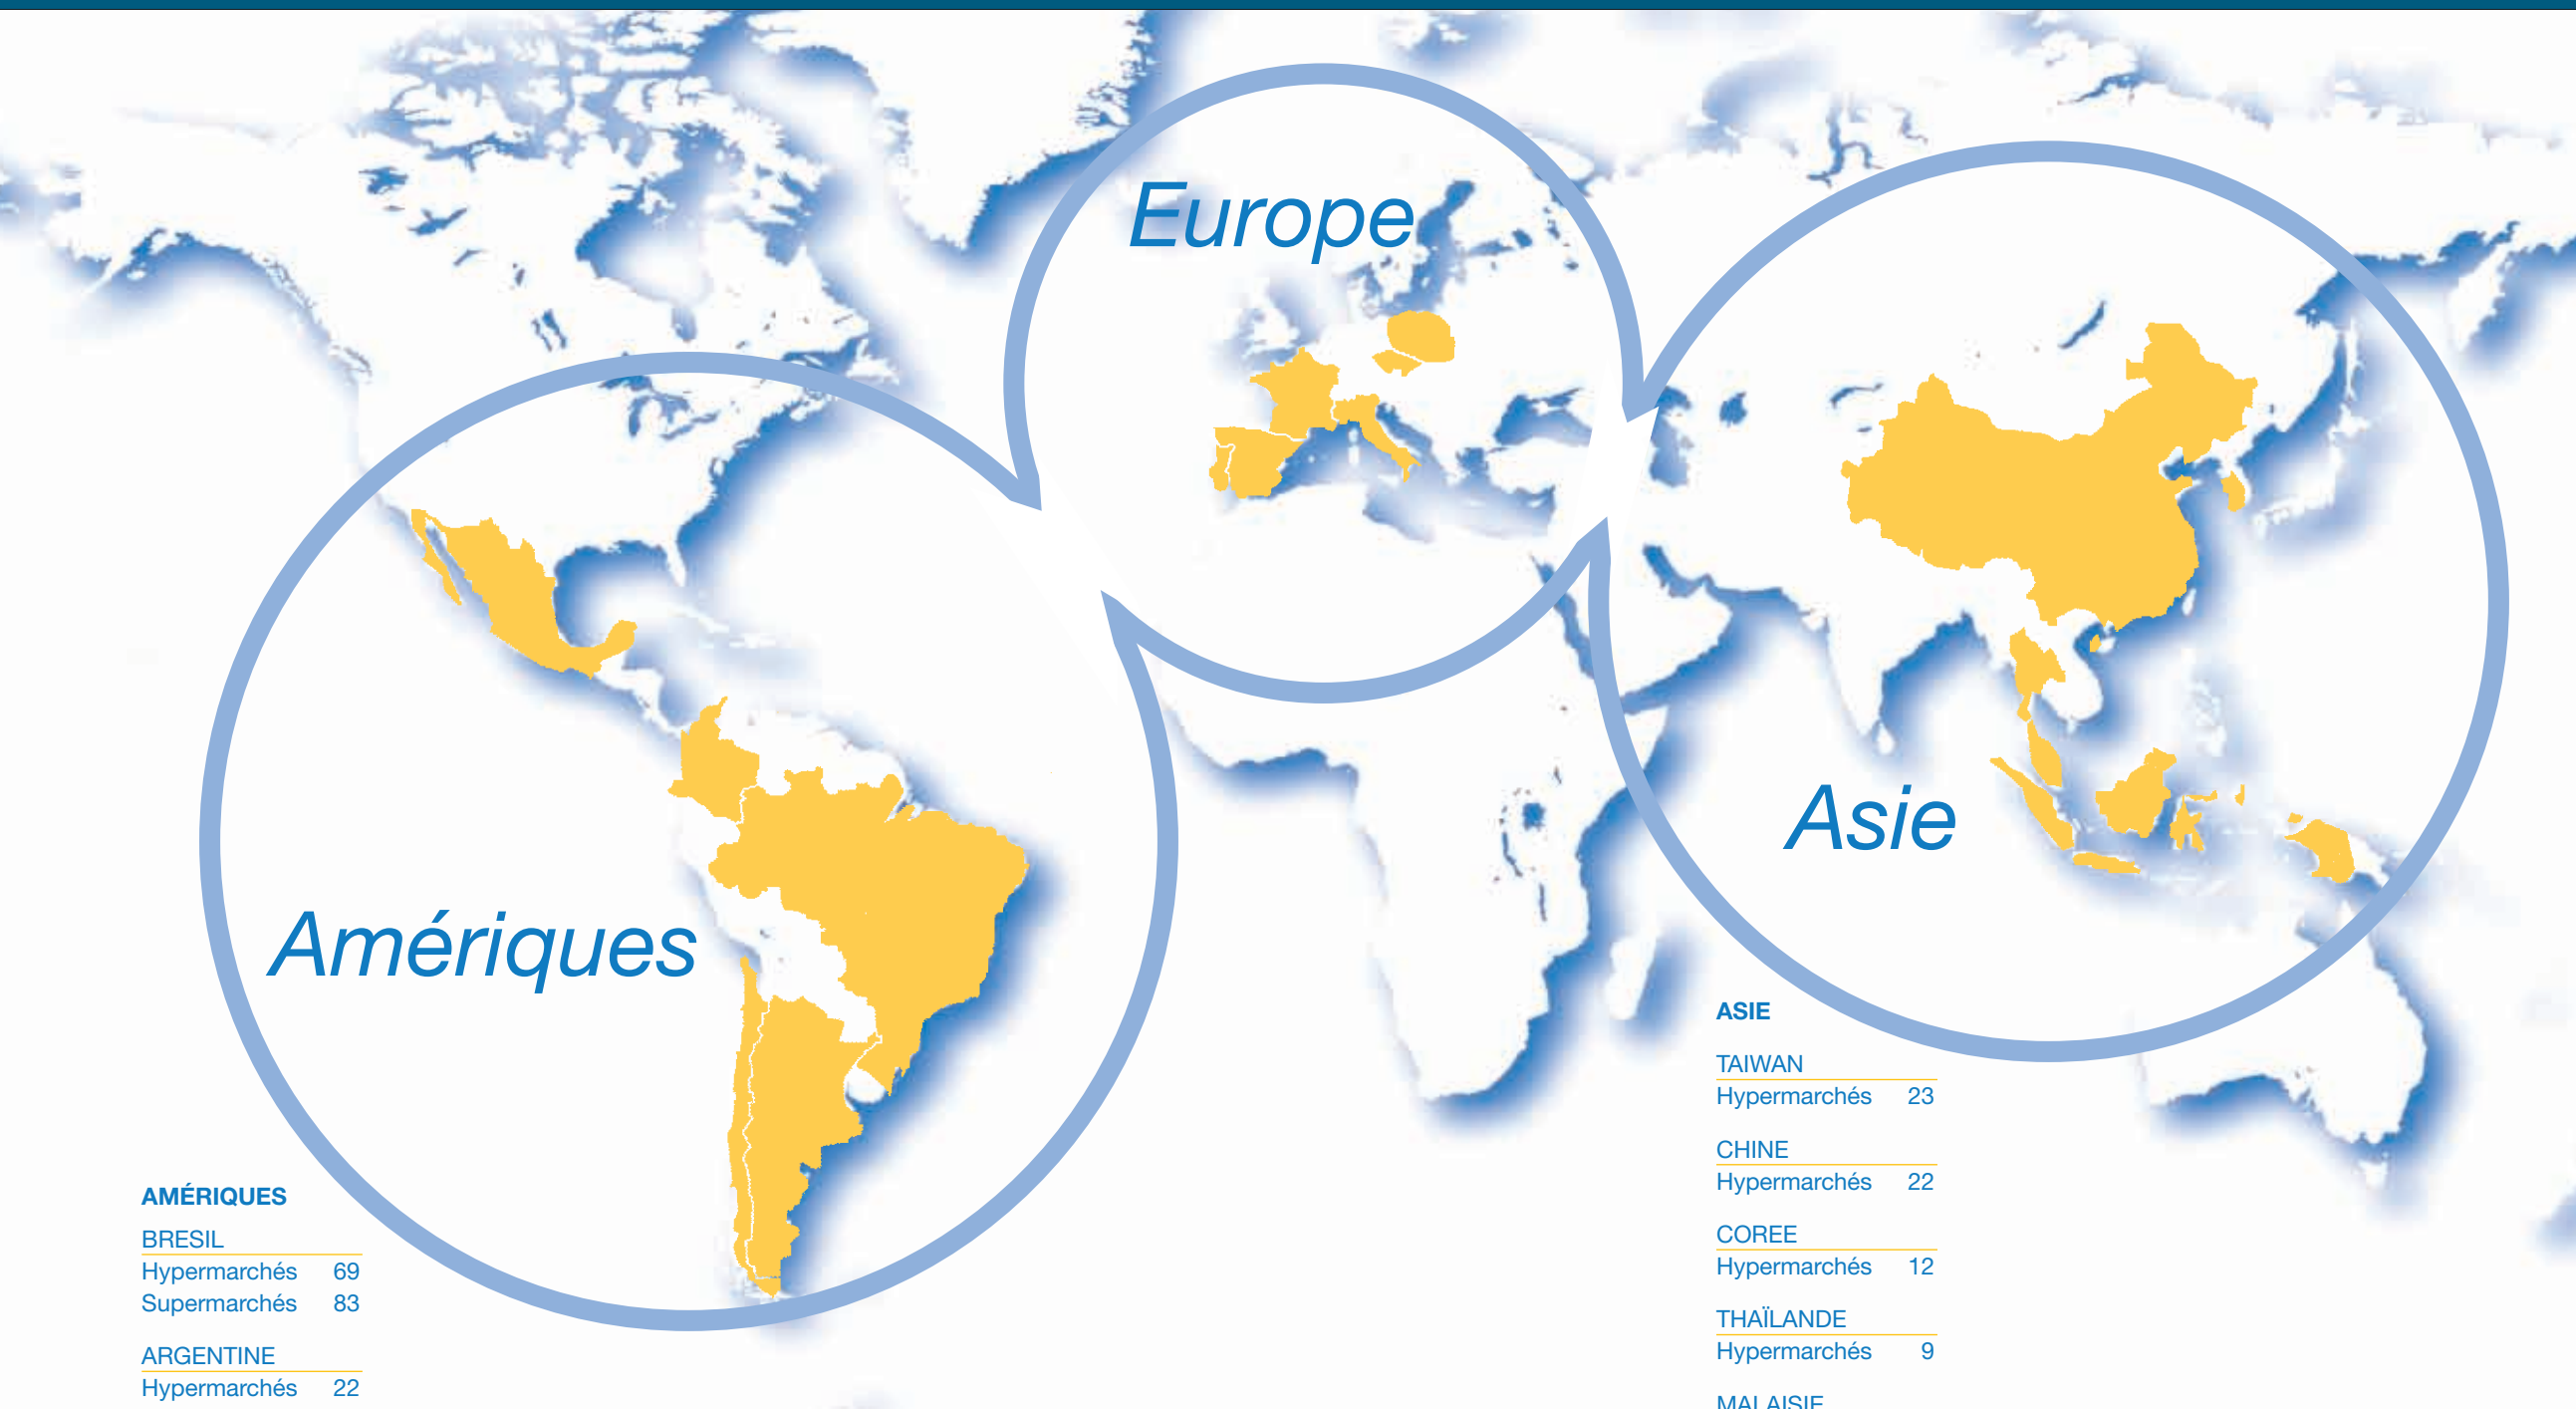 Europe
Asie
Amériques
AMÉRIQUES
BRESIL
Hypermarchés 69
Supermarchés 83
ARGENTINE
Hypermarchés 22
ASIE
TAIWAN
Hypermarchés 23
CHINE
Hypermarchés 22
COREE
Hypermarchés 12
THAÏLANDE
Hypermarchés 9
MALAISIE